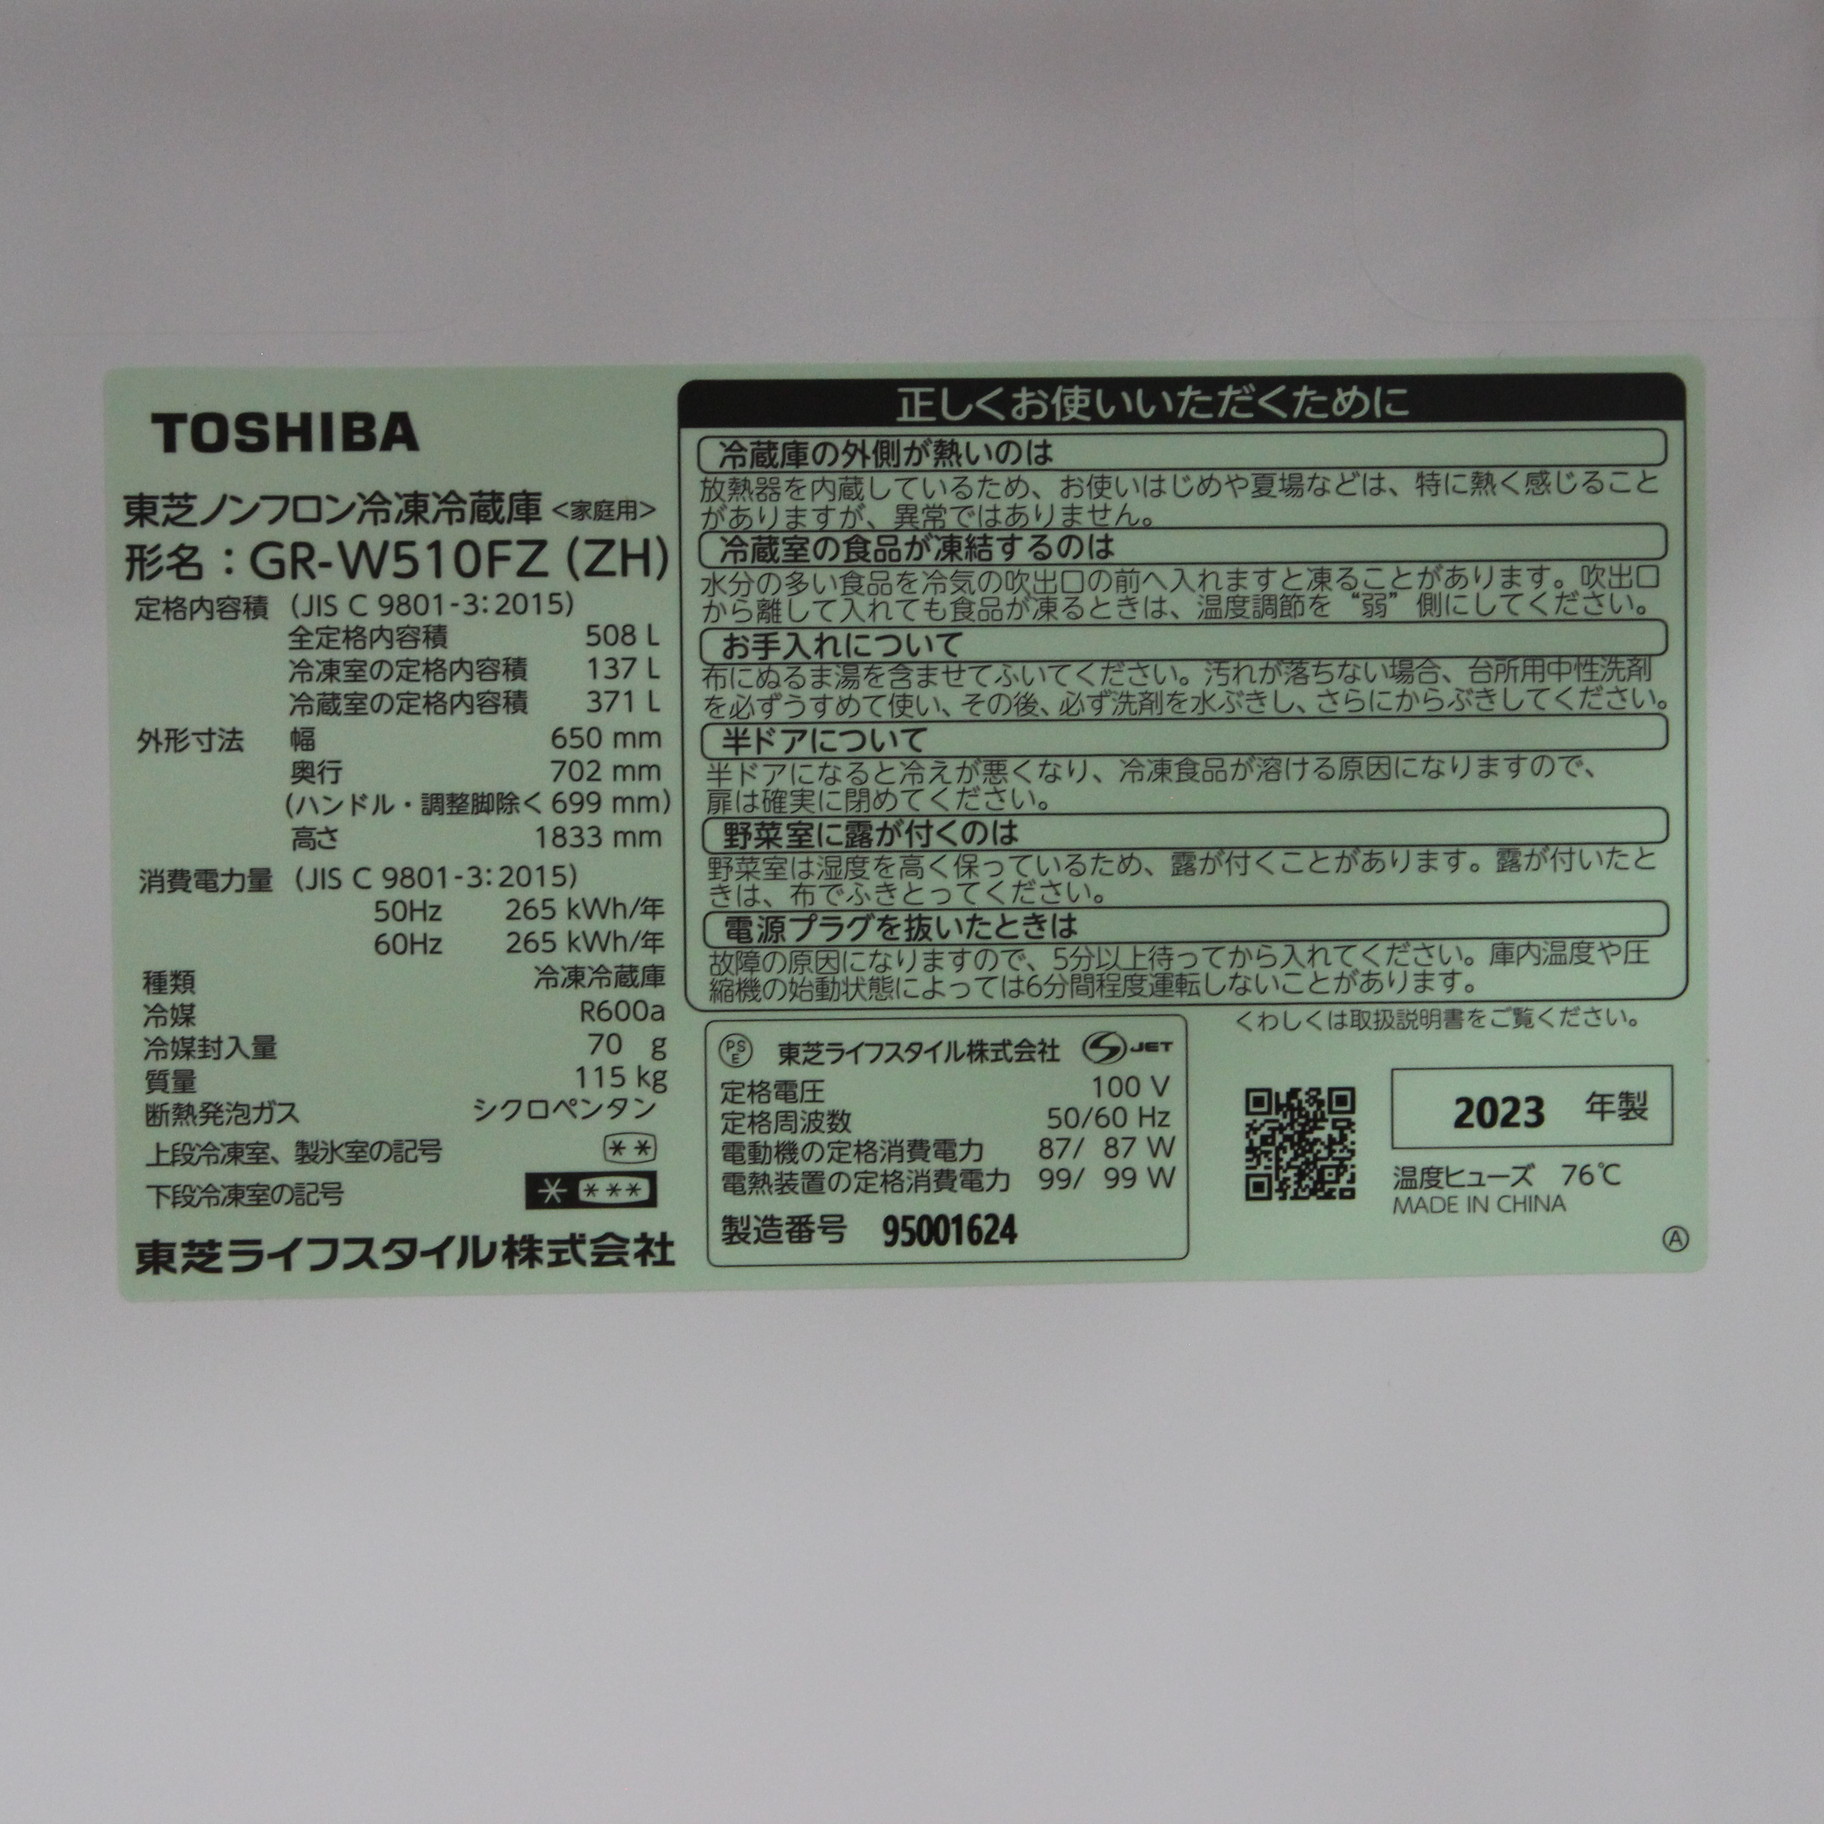 TOSHIBA
東芝ノンフロン冷凍冷蔵庫 <家庭用>
形名：GR-W510FZ (ZH)
定格内容積 (JIS C 9801-3:2015)
全定格内容積 508 L
冷凍室の定格内容積 137 L
冷蔵室の定格内容積 371 L
外形寸法 幅 650 mm
奥行 702 mm
(ハンドル・調整脚除く 699 mm)
高さ 1833 mm
消費電力量 (JIS C 9801-3:2015)
50Hz 265 kWh/年
60Hz 265 kWh/年
種類 冷凍冷蔵庫
冷媒 R600a
冷媒封入量 70 g
質量 115 kg
断熱発泡ガス シクロペンタン
上段冷凍室、製氷室の記号 **
下段冷凍室の記号 * ***
東芝ライフスタイル株式会社
正しくお使いいただくために
冷蔵庫の外側が熱いのは
放熱器を内蔵しているため、お使いはじめや夏場などは、特に熱く感じること
がありますが、異常ではありません。
冷蔵室の食品が凍結するのは
水分の多い食品を冷気の吹出口の前へ入れますと凍ることがあります。吹出口
から離して入れても食品が凍るときは、温度調節を“弱”側にしてください。
お手入れについて
布にぬるま湯を含ませてふいてください。汚れが落ちない場合、台所用中性洗剤
を必ずうすめて使い、その後、必ず洗剤を水ぶきし、さらにからぶきしてください。
半ドアについて
半ドアになると冷えが悪くなり、冷凍食品が溶ける原因になりますので、
扉は確実に閉めてください。
野菜室に露が付くのは
野菜室は湿度を高く保っているため、露が付くことがあります。露が付いたと
きは、布でふきとってください。
電源プラグを抜いたときは
故障の原因になりますので、5分以上待ってから入れてください。庫内温度や圧
縮機の始動状態によっては6分間程度運転しないことがあります。
くわしくは取扱説明書をご覧ください。
PSE 東芝ライフスタイル株式会社 S JET
定格電圧 100 V
定格周波数 50/60 Hz
電動機の定格消費電力 87/ 87 W
電熱装置の定格消費電力 99/ 99 W
製造番号 95001624
2023 年製
温度ヒューズ 76℃
MADE IN CHINA
Ⓐ